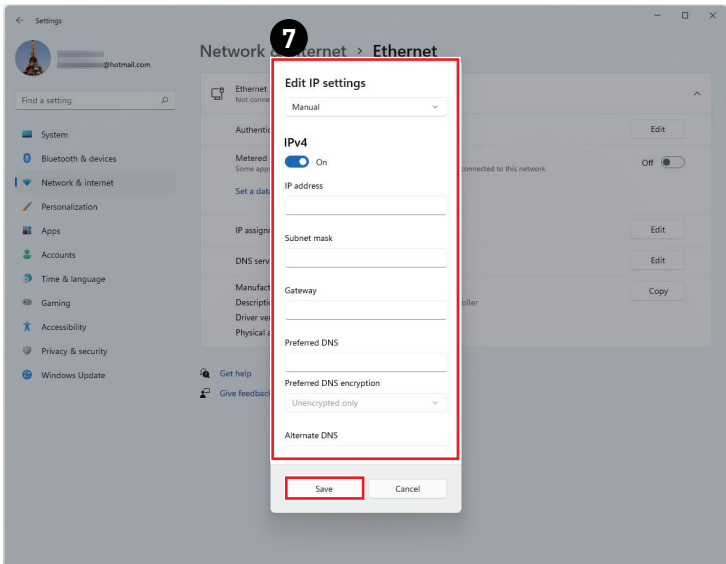 Settings
@hotmail.com
Find a setting
System
Bluetooth & devices
Network & internet
Personalization
Apps
Accounts
Time & language
Gaming
Accessibility
Privacy & security
Windows Update
Network & internet > Ethernet
7
Ethernet
Not conne
Authentic
Edit
Metered
Some app
connected to this network
Off
Set a data
IP assign
Edit
DNS serv
Edit
Manufact
Copy
Descripti
oller
Driver ve
Physical a
Get help
Give feedback
Edit IP settings
Manual
IPv4
On
IP address
Subnet mask
Gateway
Preferred DNS
Preferred DNS encryption
Unencrypted only
Alternate DNS
Save
Cancel